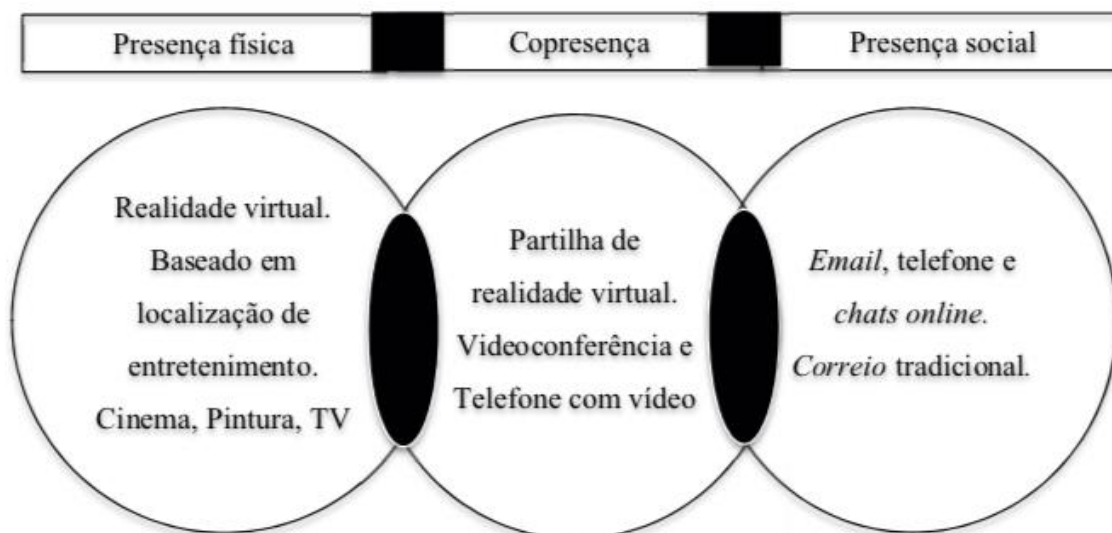 Presença física
Copresença
Presença social
Realidade virtual.
Baseado em
localização de
entretenimento.
Cinema, Pintura, TV
Partilha de
realidade virtual.
Videoconferência e
Telefone com vídeo
Email, telefone e
chats online.
Correio tradicional.